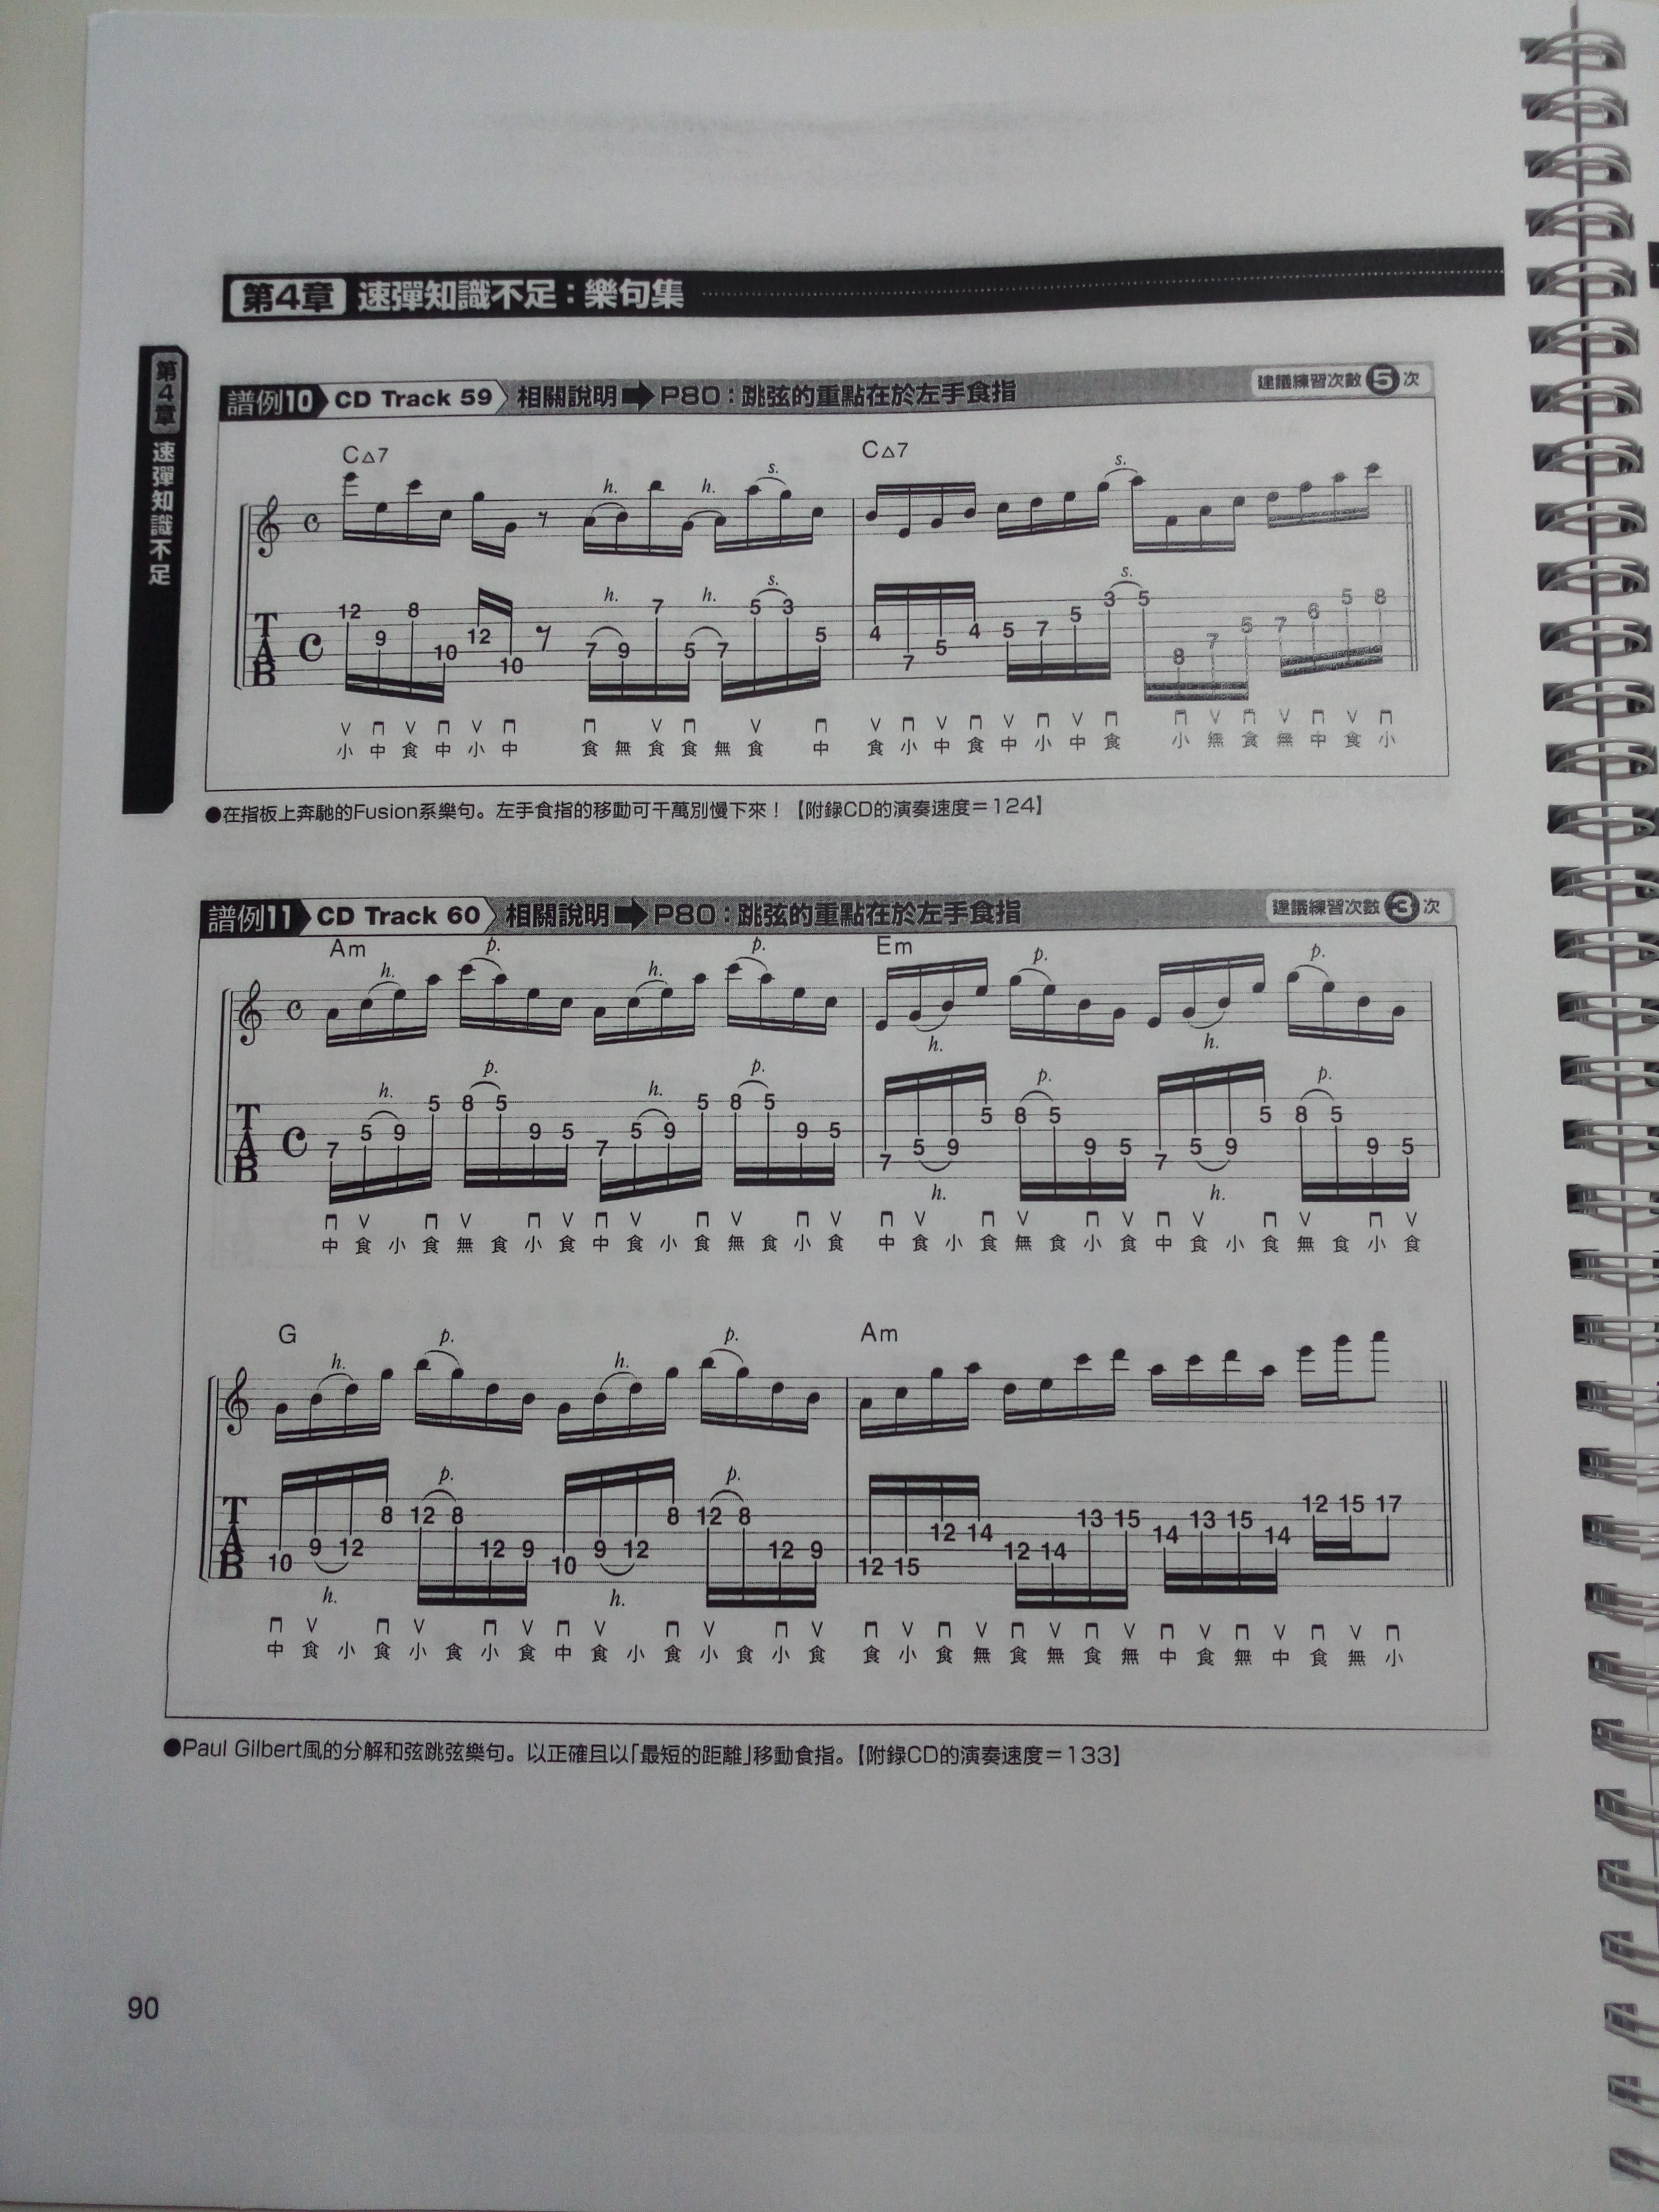 第4章 速彈知識不足：樂句集
第4章 速彈知識不足
譜例10 CD Track 59 相關說明➡P80：跳弦的重點在於左手食指 建議練習次數 5 次
C△7 C△7
s. s.
h. h.
s. s.
h. h.
T A B
12 9 8 10 12 10 7 9 7 5 7 5 3 5 4 7 5 4 5 7 5 3 5 8 7 5 7 6 5 8
小 中 食 中 小 中 食 無 食 食 無 食 中 食 小 中 食 中 小 中 食 小 無 食 無 中 食 小
●在指板上奔馳的Fusion系樂句。左手食指的移動可千萬別慢下來！【附錄CD的演奏速度＝124】
譜例11 CD Track 60 相關說明➡P80：跳弦的重點在於左手食指 建議練習次數 3 次
Am Em
h. p. h. p. h. p. h. p.
h. p. h. p. h. p. h. p.
T A B
7 5 9 5 8 5 9 5 7 5 9 5 8 5 9 5 7 5 9 5 8 5 9 5 7 5 9 5 8 5 9 5
中 食 小 食 無 食 小 食 中 食 小 食 無 食 小 食 中 食 小 食 無 食 小 食 中 食 小 食 無 食 小 食
G Am
h. p. h. p.
h. p. h. p.
T A B
10 9 12 8 12 8 12 9 10 9 12 8 12 8 12 9 12 15 12 14 12 14 13 15 14 13 15 14 12 15 17
中 食 小 食 小 食 小 食 中 食 小 食 小 食 小 食 食 小 食 無 食 無 食 無 中 食 無 中 食 無 小
●Paul Gilbert風的分解和弦跳弦樂句。以正確且以「最短的距離」移動食指。【附錄CD的演奏速度＝133】
90